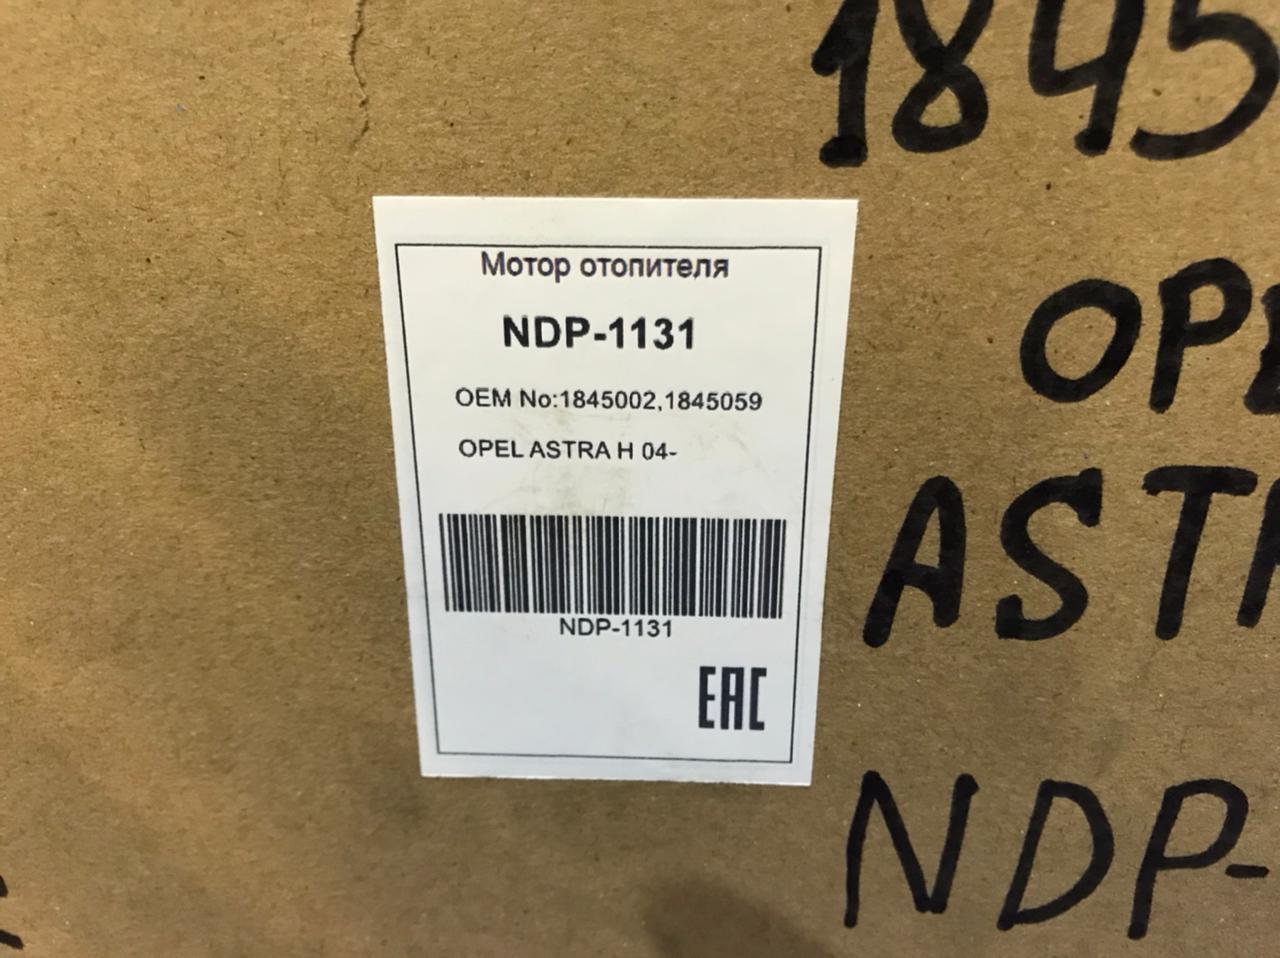 1845
Мотор отопителя
NDP-1131
OEM No:1845002,1845059
OPEL ASTRA H 04-
NDP-1131
EAC
OPE
ASTR
NDP-